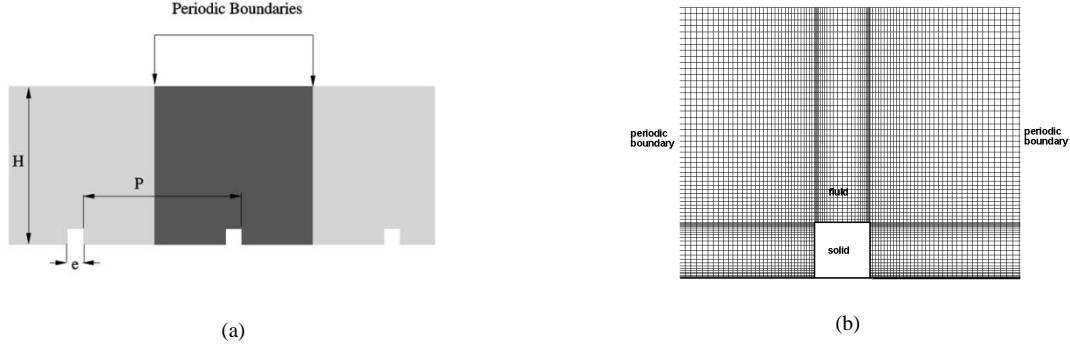 Periodic Boundaries
H
P
e
(a)
periodic
boundary
periodic
boundary
fluid
solid
(b)